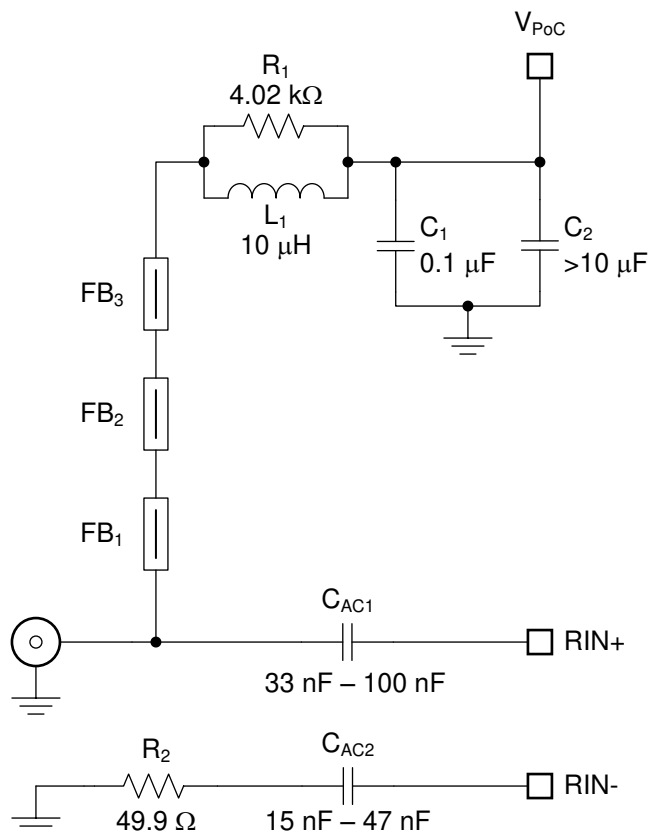 V_PoC
R_1
4.02 kΩ
L_1
10 μH
C_1
0.1 μF
C_2
>10 μF
FB_3
FB_2
FB_1
C_AC1
RIN+
33 nF – 100 nF
R_2
C_AC2
RIN-
49.9 Ω
15 nF – 47 nF